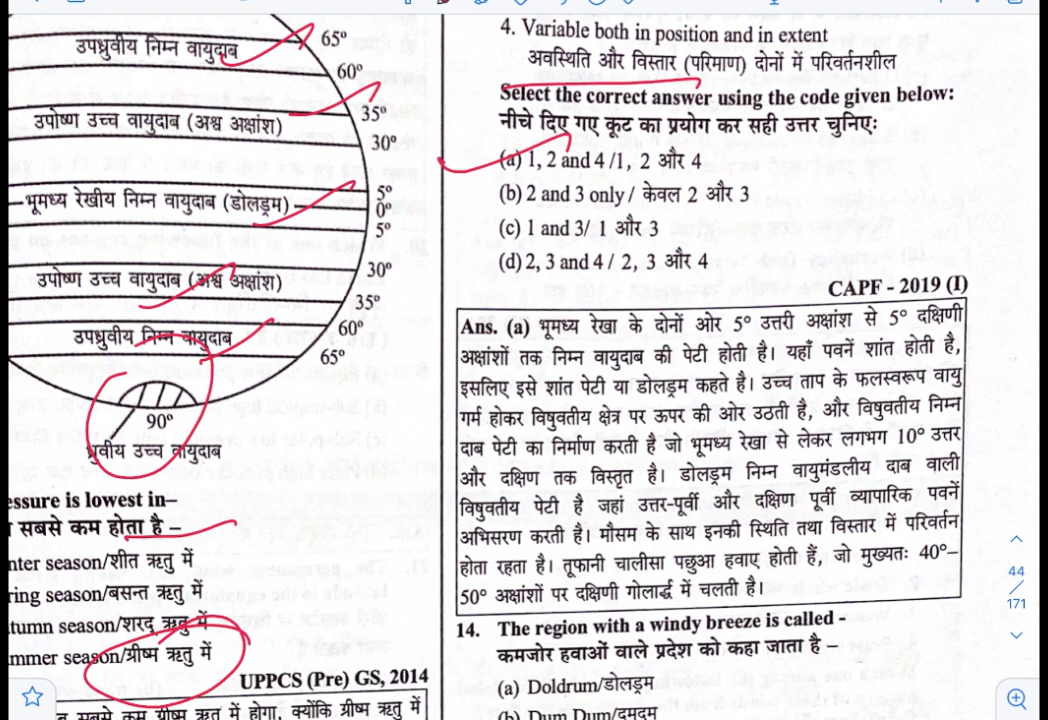 उपध्रुवीय निम्न वायुदाब
65°
60°
35°
उपोष्ण उच्च वायुदाब (अश्व अक्षांश)
30°
5°
भूमध्य रेखीय निम्न वायुदाब (डोलड्रम)
0°
5°
30°
उपोष्ण उच्च वायुदाब (अश्व अक्षांश)
35°
60°
उपध्रुवीय निम्न वायुदाब
65°
90°
ध्रुवीय उच्च वायुदाब
essure is lowest in–
सबसे कम होता है –
nter season/शीत ऋतु में
ring season/बसन्त ऋतु में
tumn season/शरद् ऋतु में
mmer season/ग्रीष्म ऋतु में
UPPCS (Pre) GS, 2014
सबसे कम ग्रीष्म ऋतु में होगा, क्योंकि ग्रीष्म ऋतु में
4. Variable both in position and in extent
अवस्थिति और विस्तार (परिमाण) दोनों में परिवर्तनशील
Select the correct answer using the code given below:
नीचे दिए गए कूट का प्रयोग कर सही उत्तर चुनिए:
(a) 1, 2 and 4 /1, 2 और 4
(b) 2 and 3 only / केवल 2 और 3
(c) 1 and 3/ 1 और 3
(d) 2, 3 and 4 / 2, 3 और 4
CAPF - 2019 (I)
Ans. (a) भूमध्य रेखा के दोनों ओर 5° उत्तरी अक्षांश से 5° दक्षिणी
अक्षांशों तक निम्न वायुदाब की पेटी होती है। यहाँ पवनें शांत होती है,
इसलिए इसे शांत पेटी या डोलड्रम कहते है। उच्च ताप के फलस्वरूप वायु
गर्म होकर विषुवतीय क्षेत्र पर ऊपर की ओर उठती है, और विषुवतीय निम्न
दाब पेटी का निर्माण करती है जो भूमध्य रेखा से लेकर लगभग 10° उत्तर
और दक्षिण तक विस्तृत है। डोलड्रम निम्न वायुमंडलीय दाब वाली
विषुवतीय पेटी है जहां उत्तर-पूर्वी और दक्षिण पूर्वी व्यापारिक पवनें
अभिसरण करती है। मौसम के साथ इनकी स्थिति तथा विस्तार में परिवर्तन
होता रहता है। तूफानी चालीसा पछुआ हवाए होती हैं, जो मुख्यतः 40°–
50° अक्षांशों पर दक्षिणी गोलार्द्ध में चलती है।
14. The region with a windy breeze is called -
कमजोर हवाओं वाले प्रदेश को कहा जाता है –
(a) Doldrum/डोलड्रम
(b) Dum Dum/दमदम
44
171